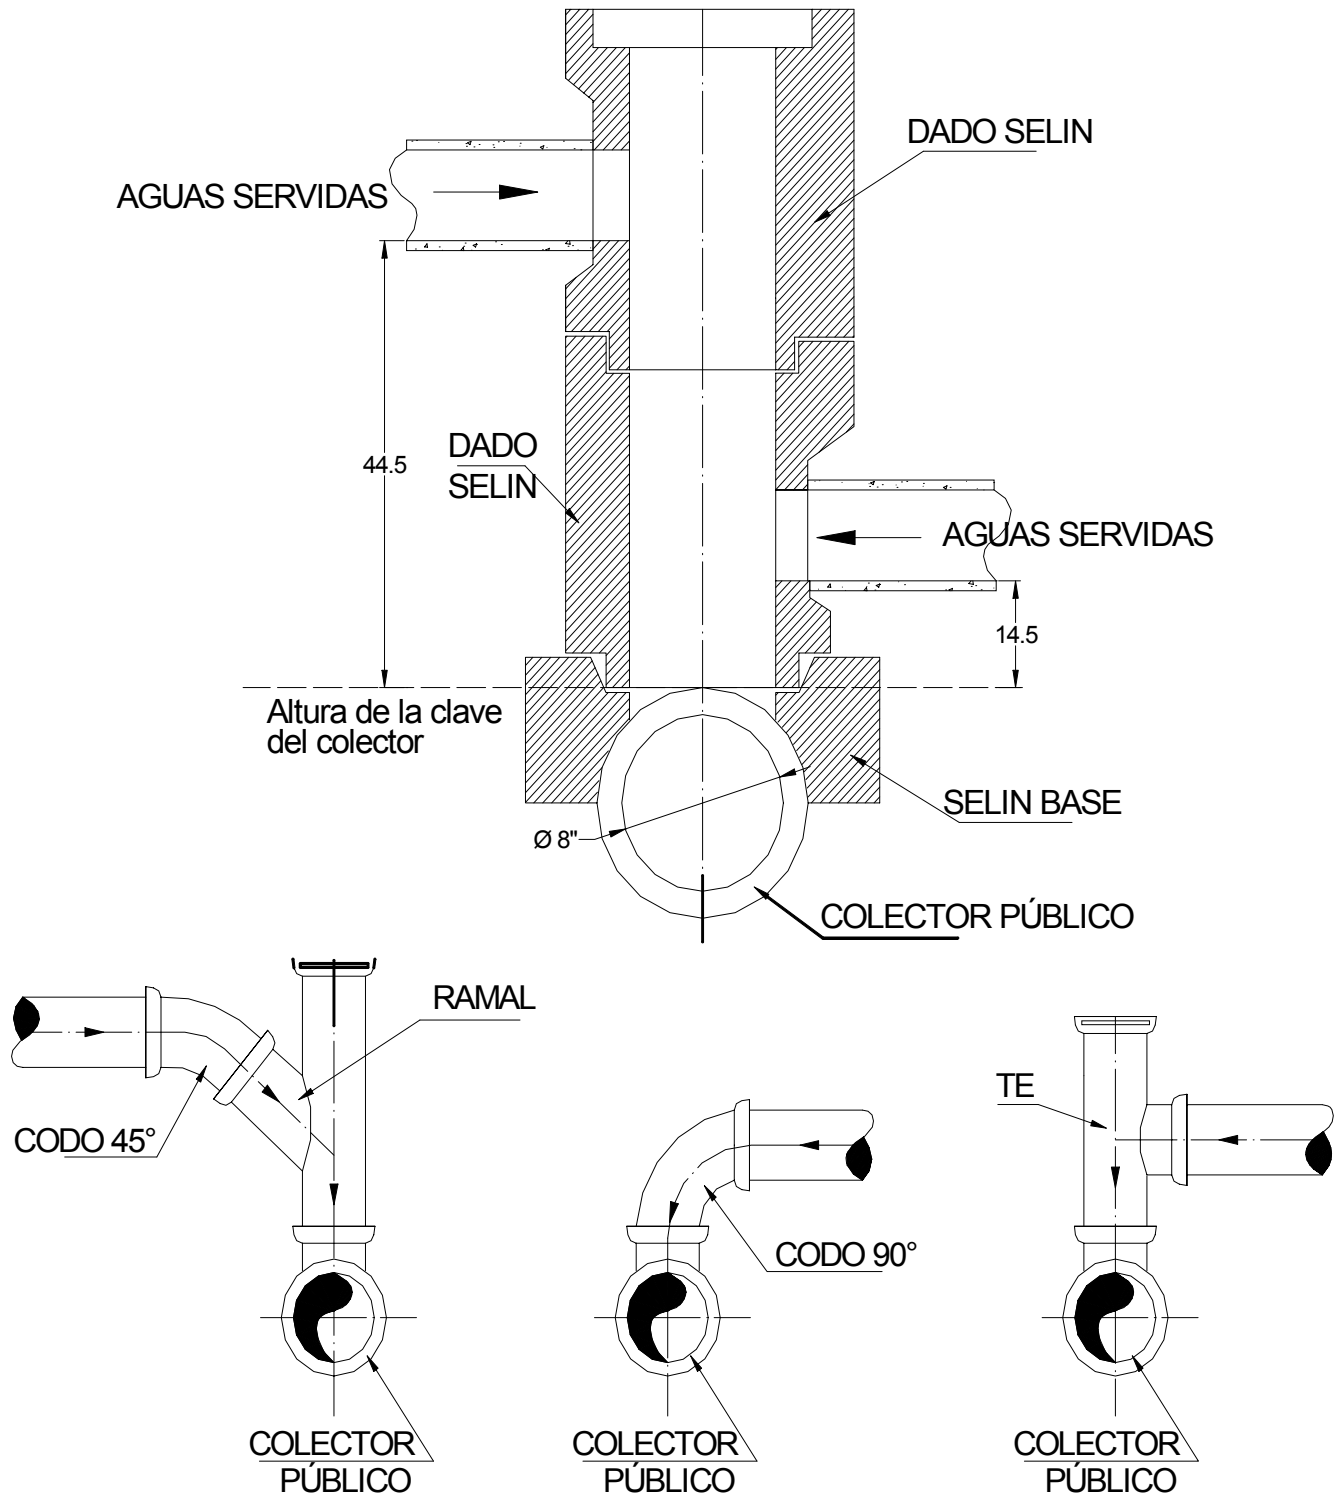 DADO SELIN
AGUAS SERVIDAS
44.5
DADO
SELIN
AGUAS SERVIDAS
14.5
Altura de la clave
del colector
SELIN BASE
Ø 8"
COLECTOR PÚBLICO
RAMAL
CODO 45°
TE
CODO 90°
COLECTOR
PÚBLICO
COLECTOR
PÚBLICO
COLECTOR
PÚBLICO